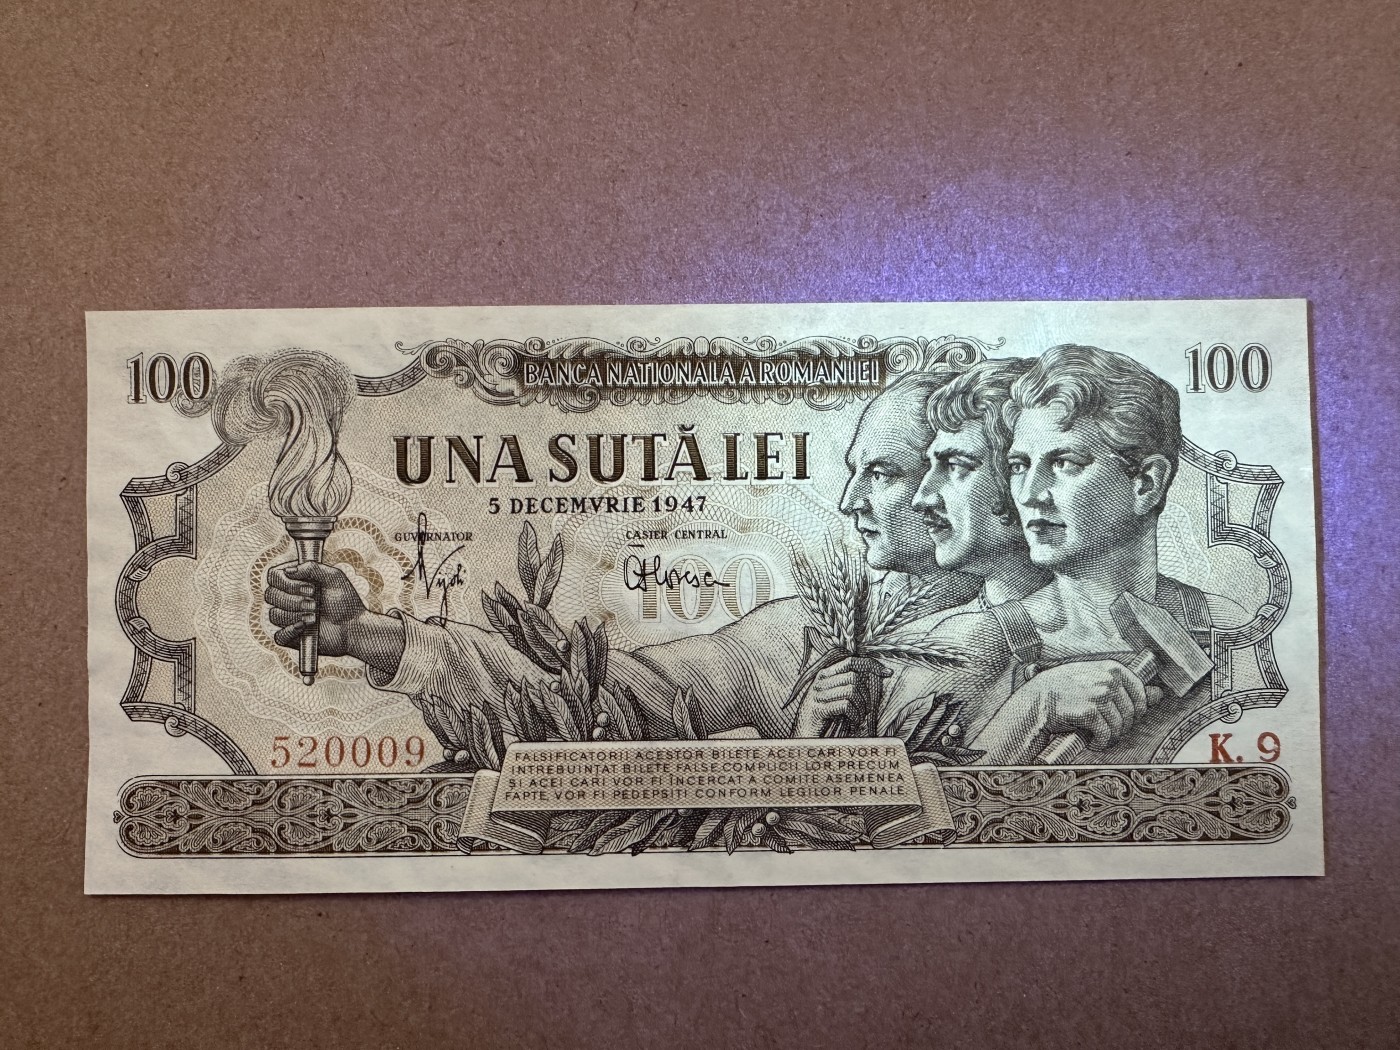 100
BANCA NATIONALA A ROMANIEI
100
UNA SUTĂ LEI
5 DECEMVRIE 1947
GUVERNATOR
CASIER CENTRAL
100
520009
K. 9
FALSIFICATORII ACESTOR BILETE, ACEI CARI VOR FI
INTREBUINȚAT BILETE FALSE, COMPLICII LOR, PRECUM
ȘI ACEI CARI VOR FI ÎNCERCAT A COMITE ASEMENEA
FAPTE, VOR FI PEDEPSIȚI CONFORM LEGILOR PENALE.